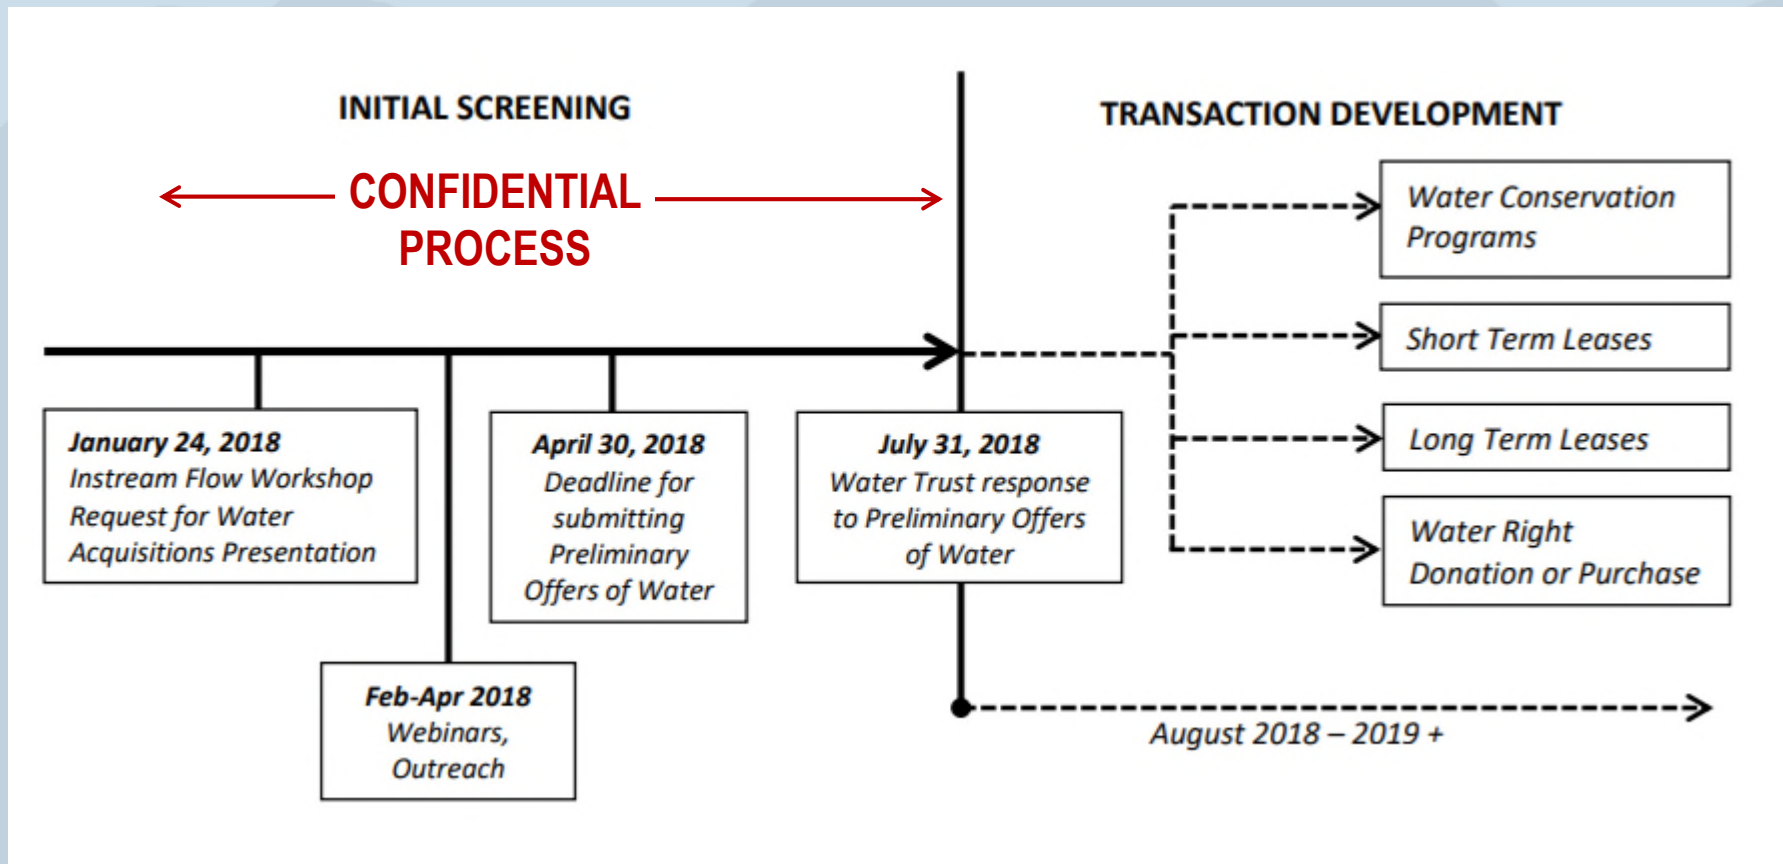 INITIAL SCREENING
CONFIDENTIAL
PROCESS
January 24, 2018
Instream Flow Workshop
Request for Water
Acquisitions Presentation
Feb-Apr 2018
Webinars,
Outreach
April 30, 2018
Deadline for
submitting
Preliminary
Offers of Water
July 31, 2018
Water Trust response
to Preliminary Offers
of Water
TRANSACTION DEVELOPMENT
Water Conservation
Programs
Short Term Leases
Long Term Leases
Water Right
Donation or Purchase
August 2018 – 2019 +